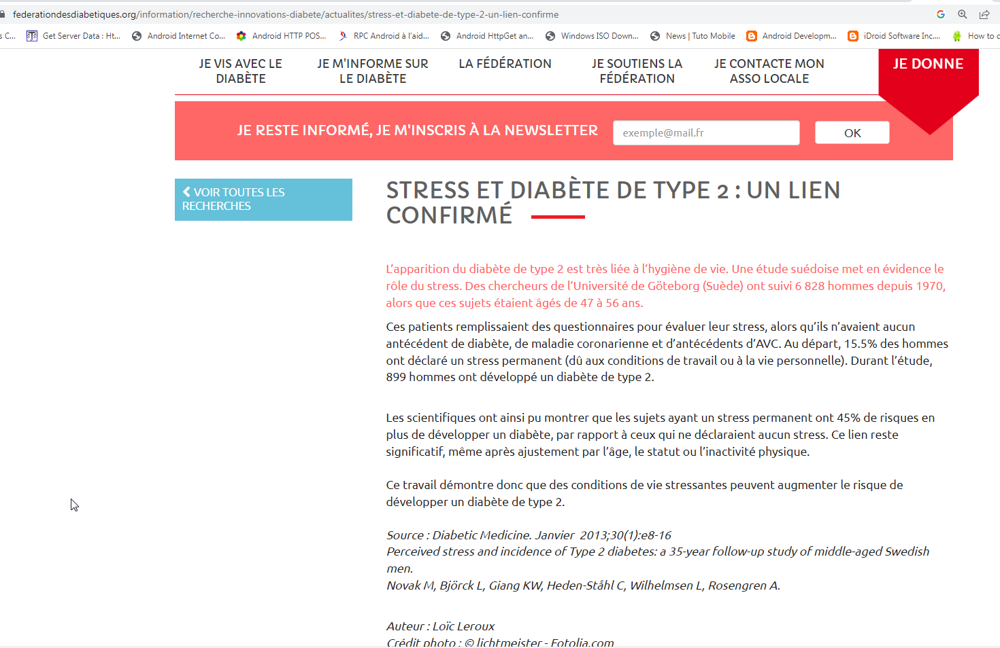 federationdesdiabetiques.org/information/recherche-innovations-diabete/actualites/stress-et-diabete-de-type-2-un-lien-confirme
s C... Get Server Data : Ht... Android Internet Co... Android HTTP POS... RPC Android à l'aid... Android HttpGet an... Windows ISO Down... News | Tuto Mobile Android Developm... iDroid Software Inc.... How to c
JE VIS AVEC LE
DIABÈTE
JE M'INFORME SUR
LE DIABÈTE
LA FÉDÉRATION
JE SOUTIENS LA
FÉDÉRATION
JE CONTACTE MON
ASSO LOCALE
JE DONNE
JE RESTE INFORMÉ, JE M'INSCRIS À LA NEWSLETTER
exemple@mail.fr
OK
VOIR TOUTES LES
RECHERCHES
STRESS ET DIABÈTE DE TYPE 2 : UN LIEN
CONFIRMÉ
L’apparition du diabète de type 2 est très liée à l’hygiène de vie. Une étude suédoise met en évidence le
rôle du stress. Des chercheurs de l’Université de Göteborg (Suède) ont suivi 6 828 hommes depuis 1970,
alors que ces sujets étaient âgés de 47 à 56 ans.
Ces patients remplissaient des questionnaires pour évaluer leur stress, alors qu’ils n’avaient aucun
antécédent de diabète, de maladie coronarienne et d’antécédents d’AVC. Au départ, 15.5% des hommes
ont déclaré un stress permanent (dû aux conditions de travail ou à la vie personnelle). Durant l’étude,
899 hommes ont développé un diabète de type 2.
Les scientifiques ont ainsi pu montrer que les sujets ayant un stress permanent ont 45% de risques en
plus de développer un diabète, par rapport à ceux qui ne déclaraient aucun stress. Ce lien reste
significatif, même après ajustement par l’âge, le statut ou l’inactivité physique.
Ce travail démontre donc que des conditions de vie stressantes peuvent augmenter le risque de
développer un diabète de type 2.
Source : Diabetic Medicine. Janvier  2013;30(1):e8-16
Perceived stress and incidence of Type 2 diabetes: a 35-year follow-up study of middle-aged Swedish
men.
Novak M, Björck L, Giang KW, Heden-Ståhl C, Wilhelmsen L, Rosengren A.
Auteur : Loïc Leroux
Crédit photo : © lichtmeister - Fotolia.com